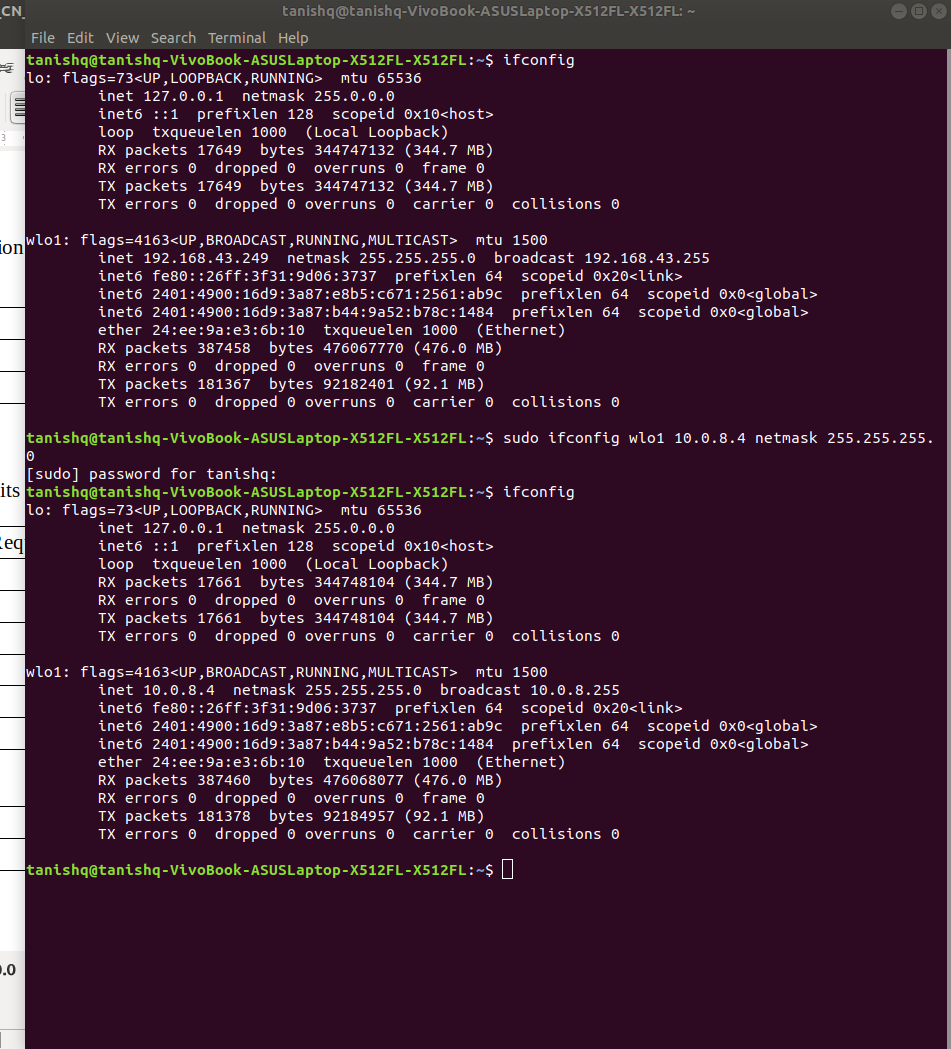 _CN_
tanishq@tanishq-VivoBook-ASUSLaptop-X512FL-X512FL: ~
File Edit View Search Terminal Help
tanishq@tanishq-VivoBook-ASUSLaptop-X512FL-X512FL:~$ ifconfig
lo: flags=73<UP,LOOPBACK,RUNNING>  mtu 65536
        inet 127.0.0.1  netmask 255.0.0.0
        inet6 ::1  prefixlen 128  scopeid 0x10<host>
        loop  txqueuelen 1000  (Local Loopback)
        RX packets 17649  bytes 344747132 (344.7 MB)
        RX errors 0  dropped 0  overruns 0  frame 0
        TX packets 17649  bytes 344747132 (344.7 MB)
        TX errors 0  dropped 0 overruns 0  carrier 0  collisions 0
wlo1: flags=4163<UP,BROADCAST,RUNNING,MULTICAST>  mtu 1500
        inet 192.168.43.249  netmask 255.255.255.0  broadcast 192.168.43.255
        inet6 fe80::26ff:3f31:9d06:3737  prefixlen 64  scopeid 0x20<link>
        inet6 2401:4900:16d9:3a87:e8b5:c671:2561:ab9c  prefixlen 64  scopeid 0x0<global>
        inet6 2401:4900:16d9:3a87:b44:9a52:b78c:1484  prefixlen 64  scopeid 0x0<global>
        ether 24:ee:9a:e3:6b:10  txqueuelen 1000  (Ethernet)
        RX packets 387458  bytes 476067770 (476.0 MB)
        RX errors 0  dropped 0  overruns 0  frame 0
        TX packets 181367  bytes 92182401 (92.1 MB)
        TX errors 0  dropped 0 overruns 0  carrier 0  collisions 0
tanishq@tanishq-VivoBook-ASUSLaptop-X512FL-X512FL:~$ sudo ifconfig wlo1 10.0.8.4 netmask 255.255.255.
0
[sudo] password for tanishq:
tanishq@tanishq-VivoBook-ASUSLaptop-X512FL-X512FL:~$ ifconfig
lo: flags=73<UP,LOOPBACK,RUNNING>  mtu 65536
        inet 127.0.0.1  netmask 255.0.0.0
        inet6 ::1  prefixlen 128  scopeid 0x10<host>
        loop  txqueuelen 1000  (Local Loopback)
        RX packets 17661  bytes 344748104 (344.7 MB)
        RX errors 0  dropped 0  overruns 0  frame 0
        TX packets 17661  bytes 344748104 (344.7 MB)
        TX errors 0  dropped 0 overruns 0  carrier 0  collisions 0
wlo1: flags=4163<UP,BROADCAST,RUNNING,MULTICAST>  mtu 1500
        inet 10.0.8.4  netmask 255.255.255.0  broadcast 10.0.8.255
        inet6 fe80::26ff:3f31:9d06:3737  prefixlen 64  scopeid 0x20<link>
        inet6 2401:4900:16d9:3a87:e8b5:c671:2561:ab9c  prefixlen 64  scopeid 0x0<global>
        inet6 2401:4900:16d9:3a87:b44:9a52:b78c:1484  prefixlen 64  scopeid 0x0<global>
        ether 24:ee:9a:e3:6b:10  txqueuelen 1000  (Ethernet)
        RX packets 387460  bytes 476068077 (476.0 MB)
        RX errors 0  dropped 0  overruns 0  frame 0
        TX packets 181378  bytes 92184957 (92.1 MB)
        TX errors 0  dropped 0 overruns 0  carrier 0  collisions 0
tanishq@tanishq-VivoBook-ASUSLaptop-X512FL-X512FL:~$
3
ion
its
Req
.0